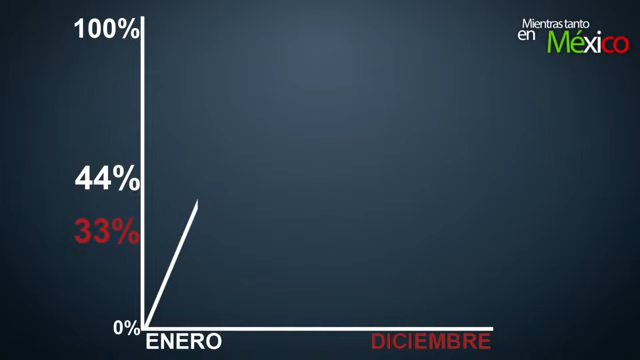 100%
Mientras tanto
en México
44%
33%
0%
ENERO
DICIEMBRE